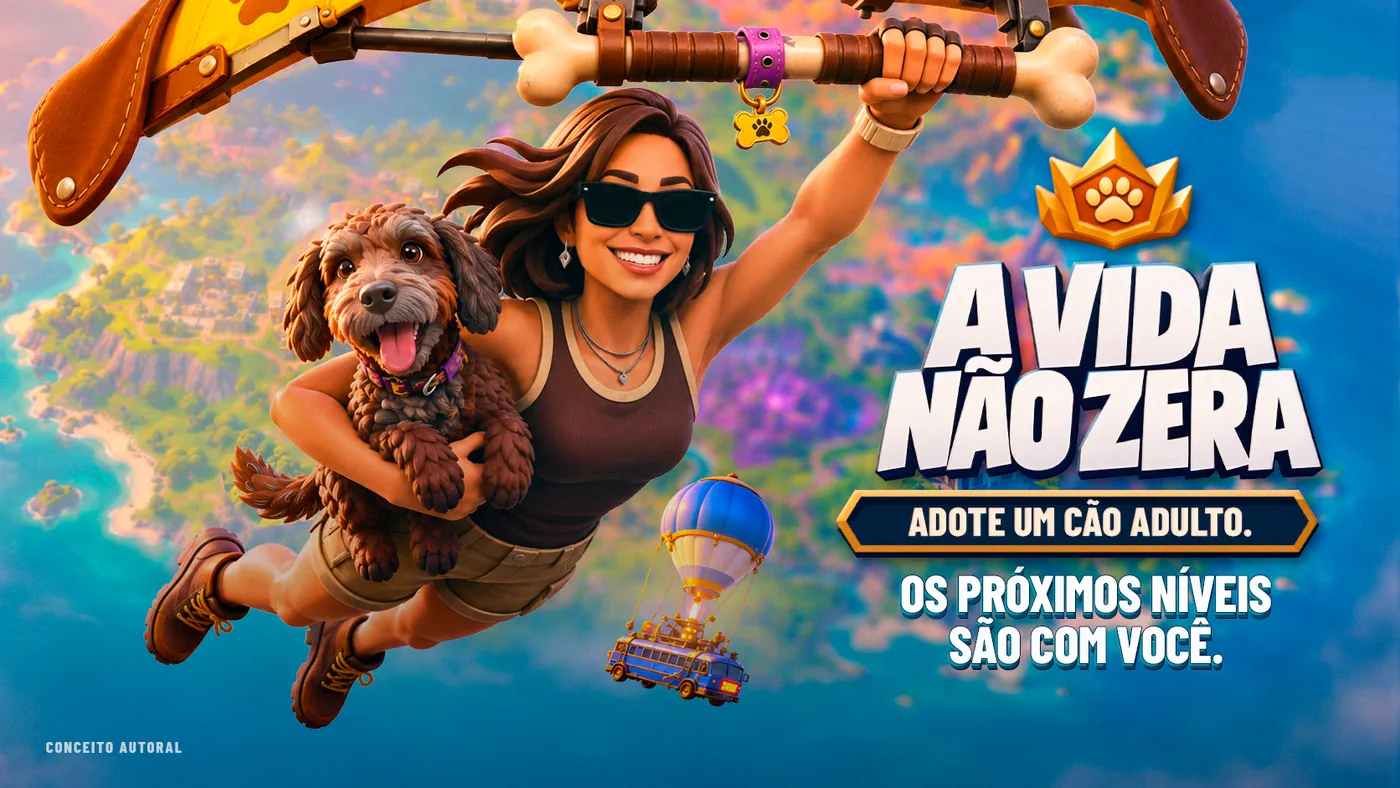 A VIDA
NÃO ZERA
ADOTE UM CÃO ADULTO.
OS PRÓXIMOS NÍVEIS
SÃO COM VOCÊ.
CONCEITO AUTORAL